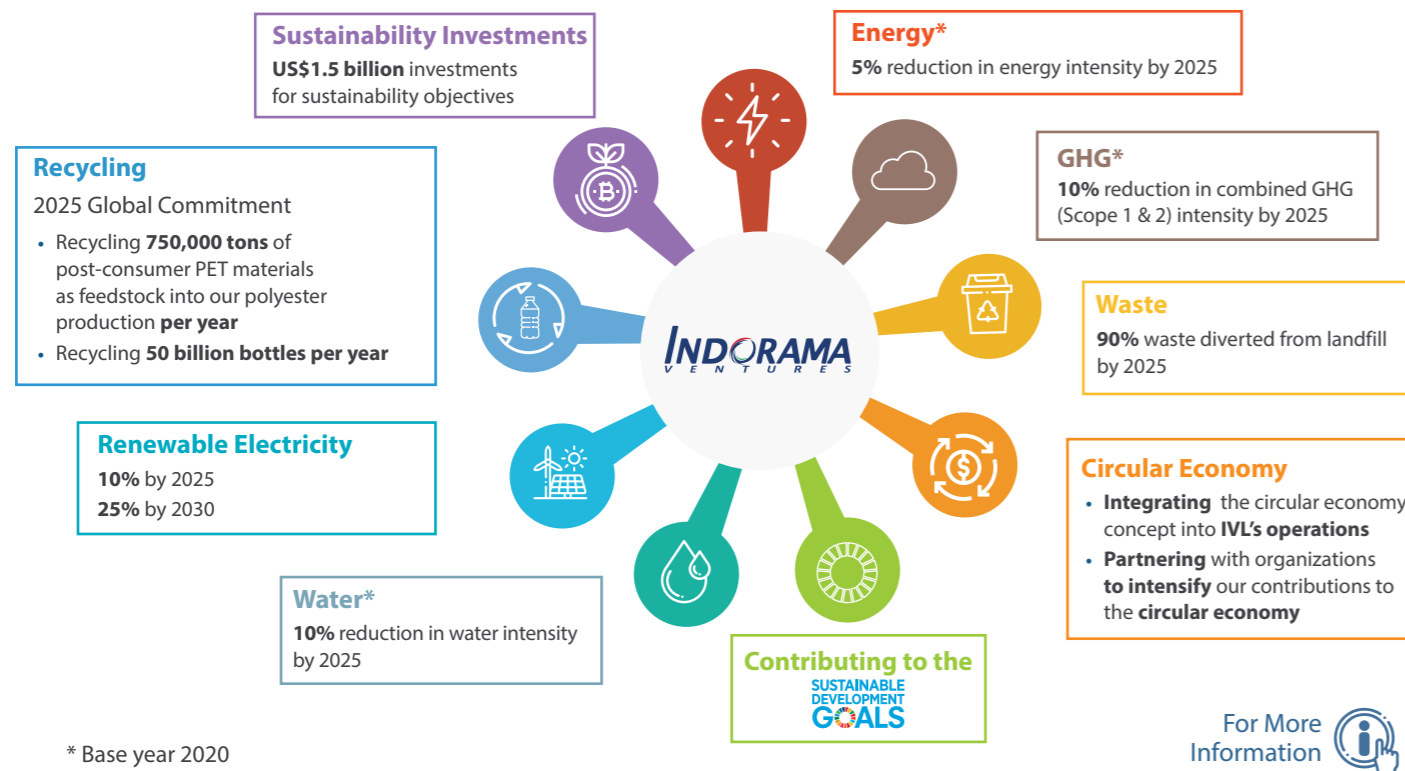 Sustainability Investments
US$1.5 billion investments
for sustainability objectives
Energy*
5% reduction in energy intensity by 2025
Recycling
2025 Global Commitment
• Recycling 750,000 tons of
post-consumer PET materials
as feedstock into our polyester
production per year
• Recycling 50 billion bottles per year
GHG*
10% reduction in combined GHG
(Scope 1 & 2) intensity by 2025
Waste
90% waste diverted from landfill
by 2025
INDORAMA
VENTURES
Renewable Electricity
10% by 2025
25% by 2030
Circular Economy
• Integrating the circular economy
concept into IVL's operations
• Partnering with organizations
to intensify our contributions to
the circular economy
Water*
10% reduction in water intensity
by 2025
Contributing to the
SUSTAINABLE
DEVELOPMENT
GOALS
* Base year 2020
For More
Information